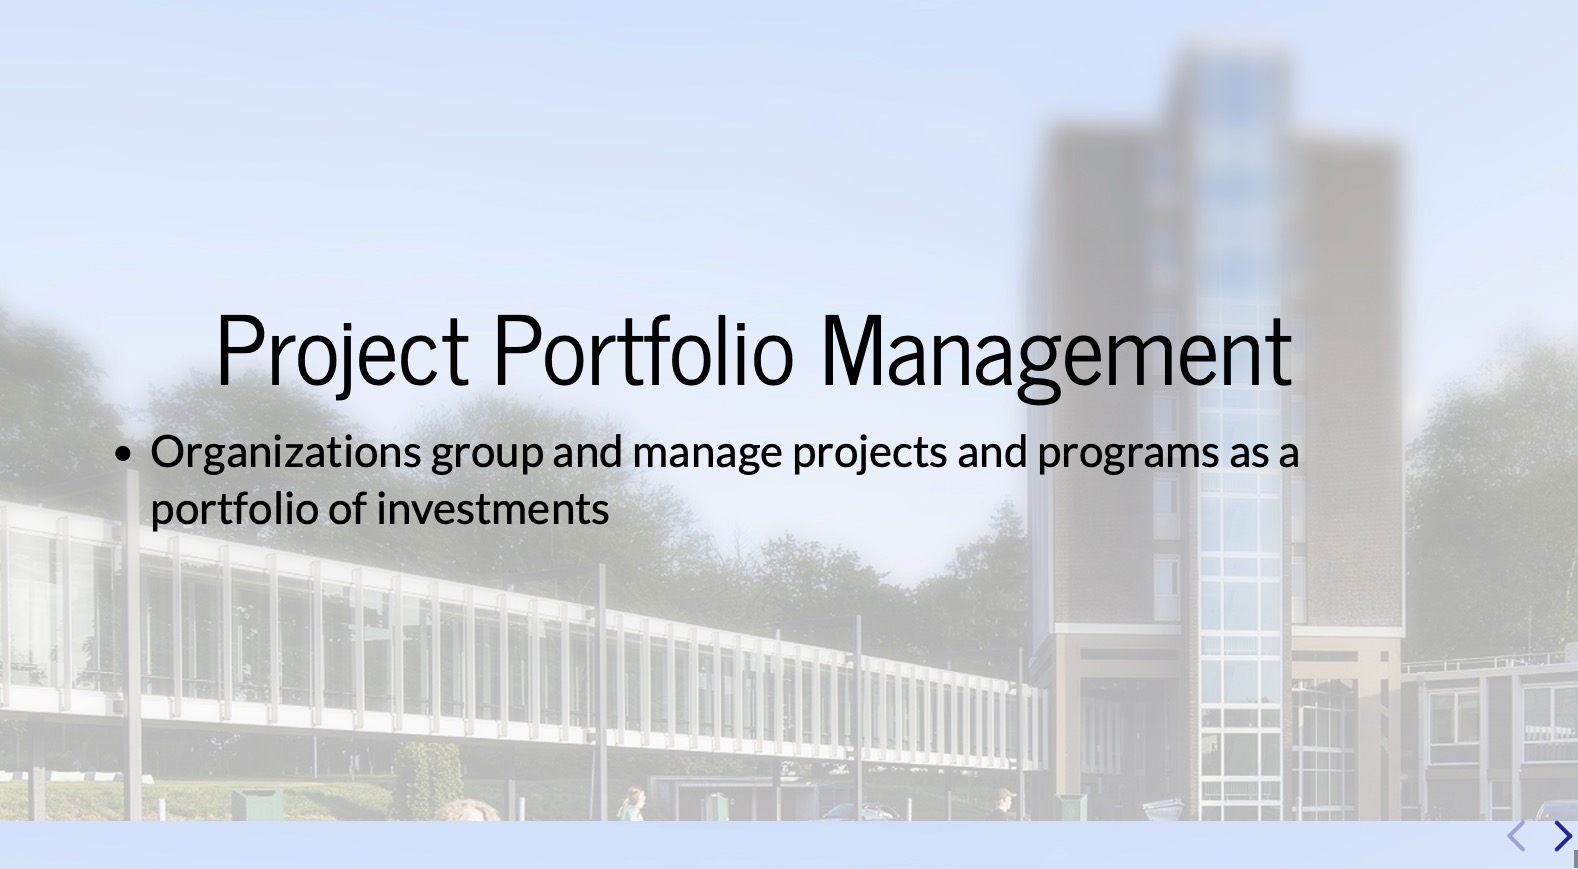 Project Portfolio Management
• Organizations group and manage projects and programs as a
portfolio of investments